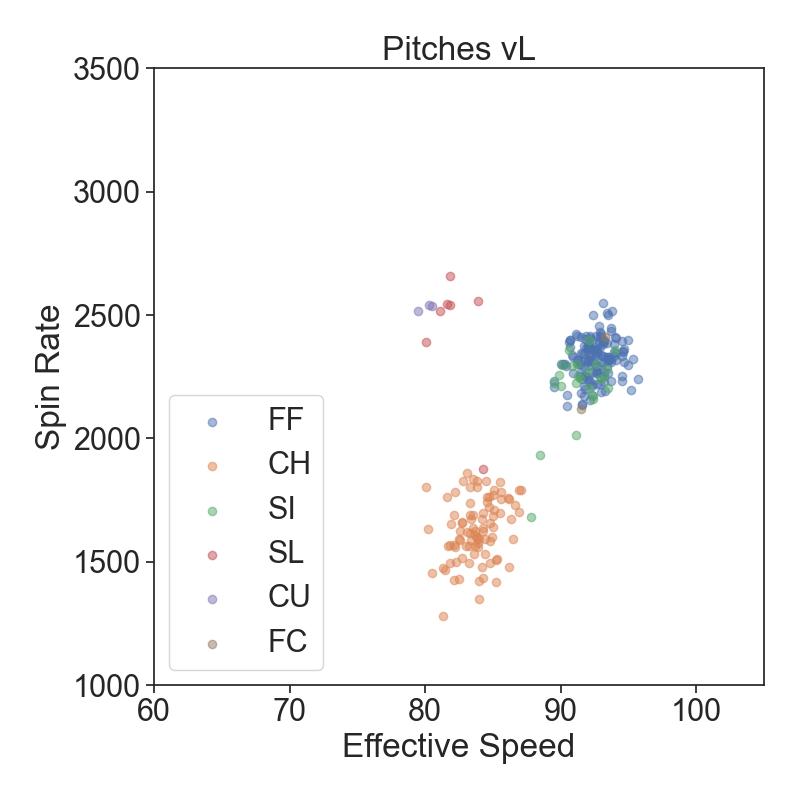 Pitches vL
3500
3000
2500
2000
1500
1000
Spin Rate
FF
CH
SI
SL
CU
FC
60 70 80 90 100
Effective Speed